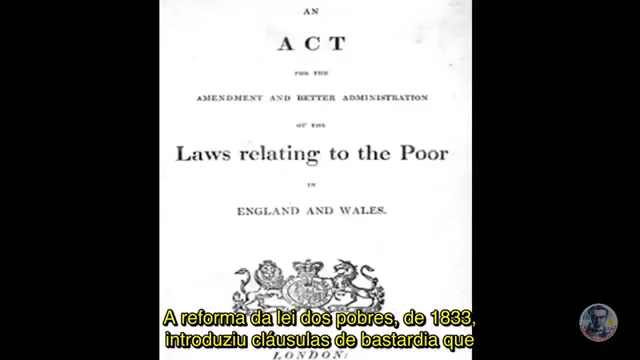 AN
ACT
FOR THE
AMENDMENT AND BETTER ADMINISTRATION
OF THE
Laws relating to the Poor
IN
ENGLAND AND WALES.
A reforma da lei dos pobres, de 1833,
introduziu cláusulas de bastardia que
LONDON: